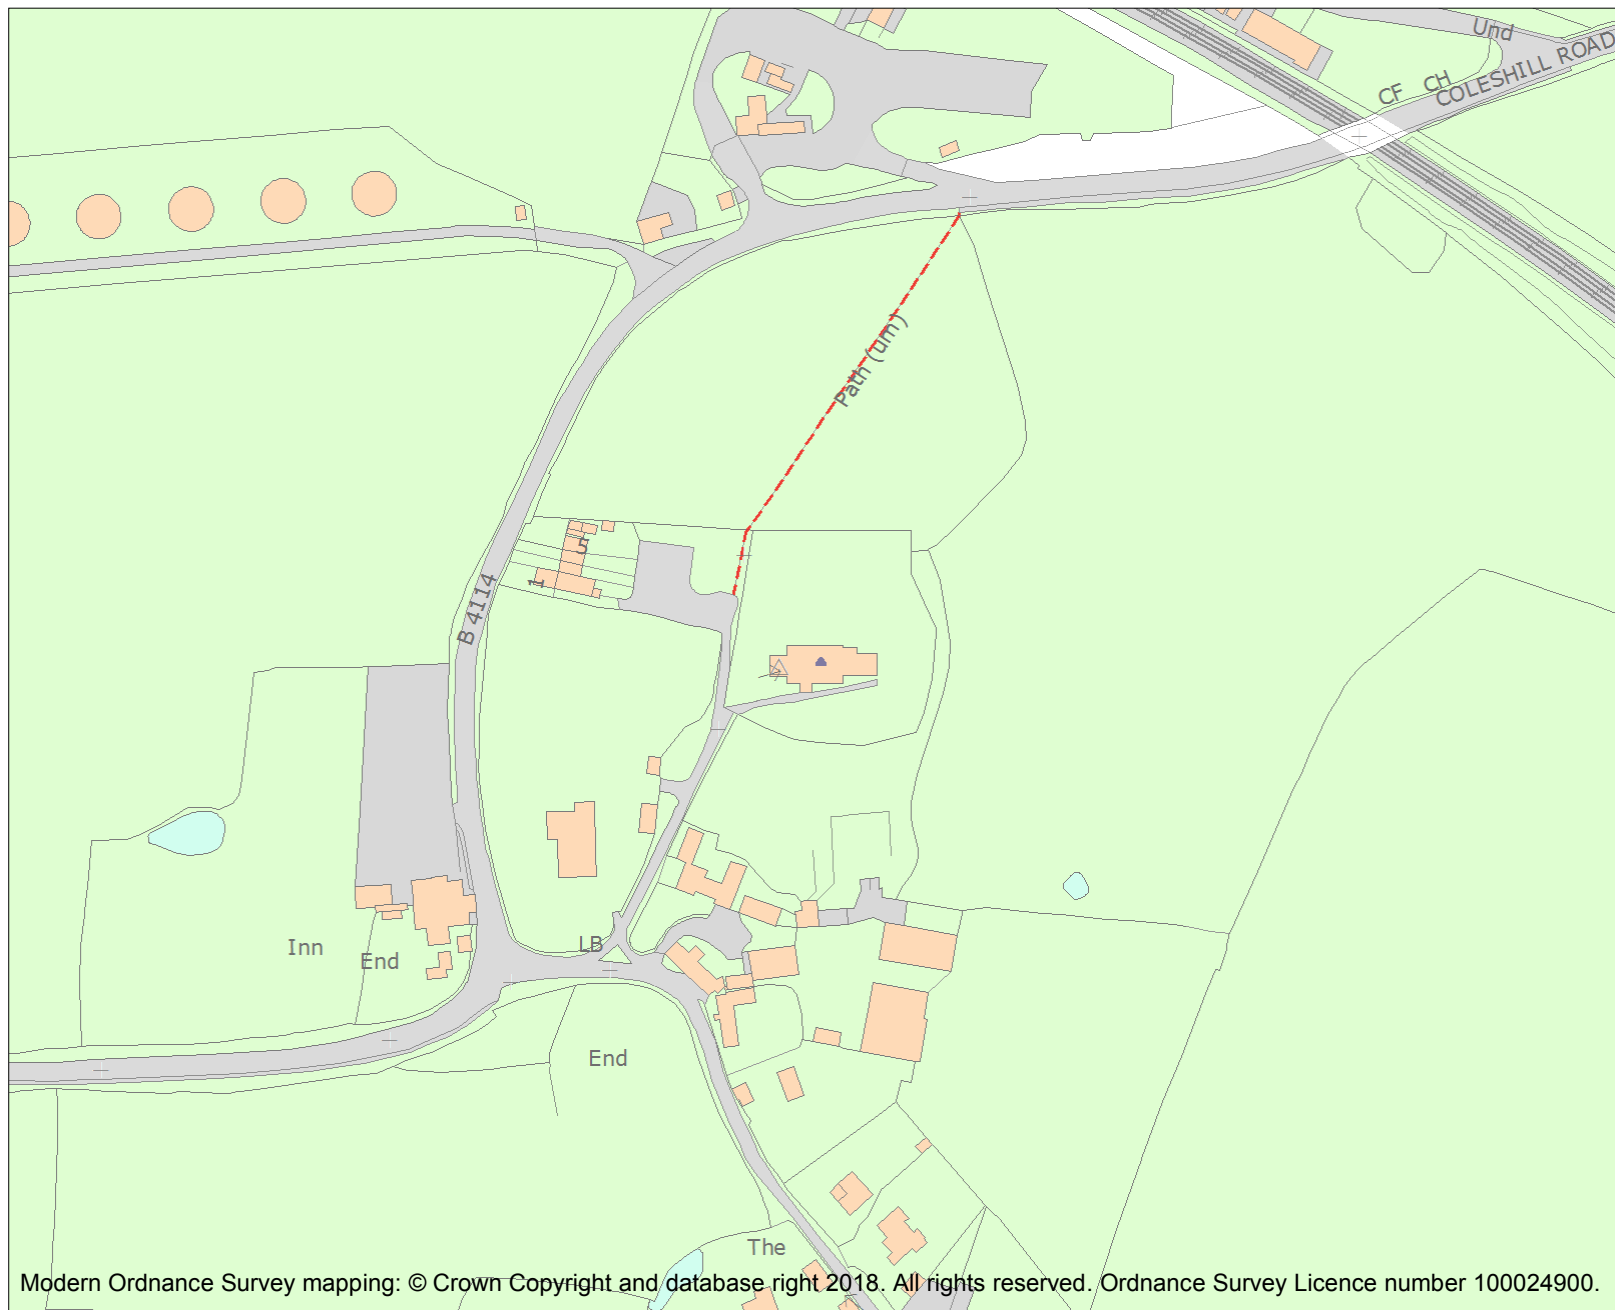 Und
COLESHILL ROAD
CF CH
Path (um)
5
1
B 4114
LB
Inn
End
End
The
Modern Ordnance Survey mapping: © Crown Copyright and database right 2018. All rights reserved. Ordnance Survey Licence number 100024900.